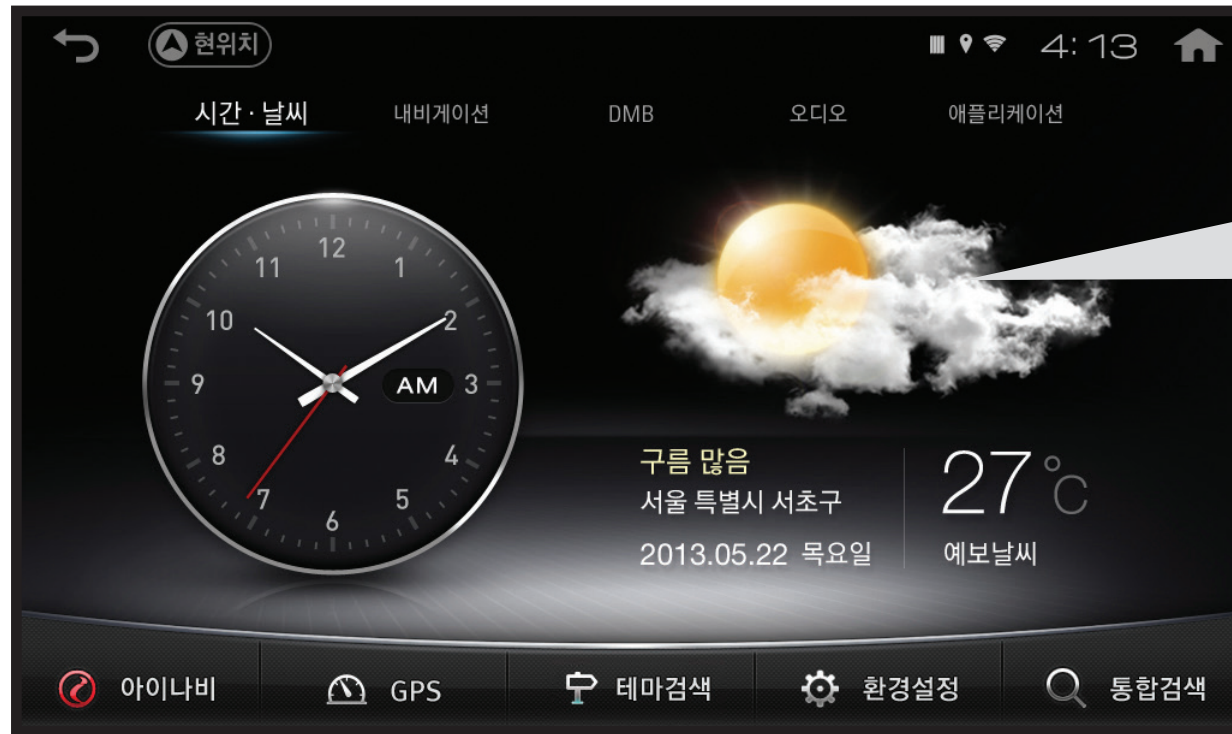 현위치
4:13
시간 · 날씨
내비게이션
DMB
오디오
애플리케이션
12
1
2
3
4
5
6
7
8
9
10
11
AM
구름 많음
서울 특별시 서초구
2013.05.22 목요일
27℃
예보날씨
아이나비
GPS
테마검색
환경설정
통합검색